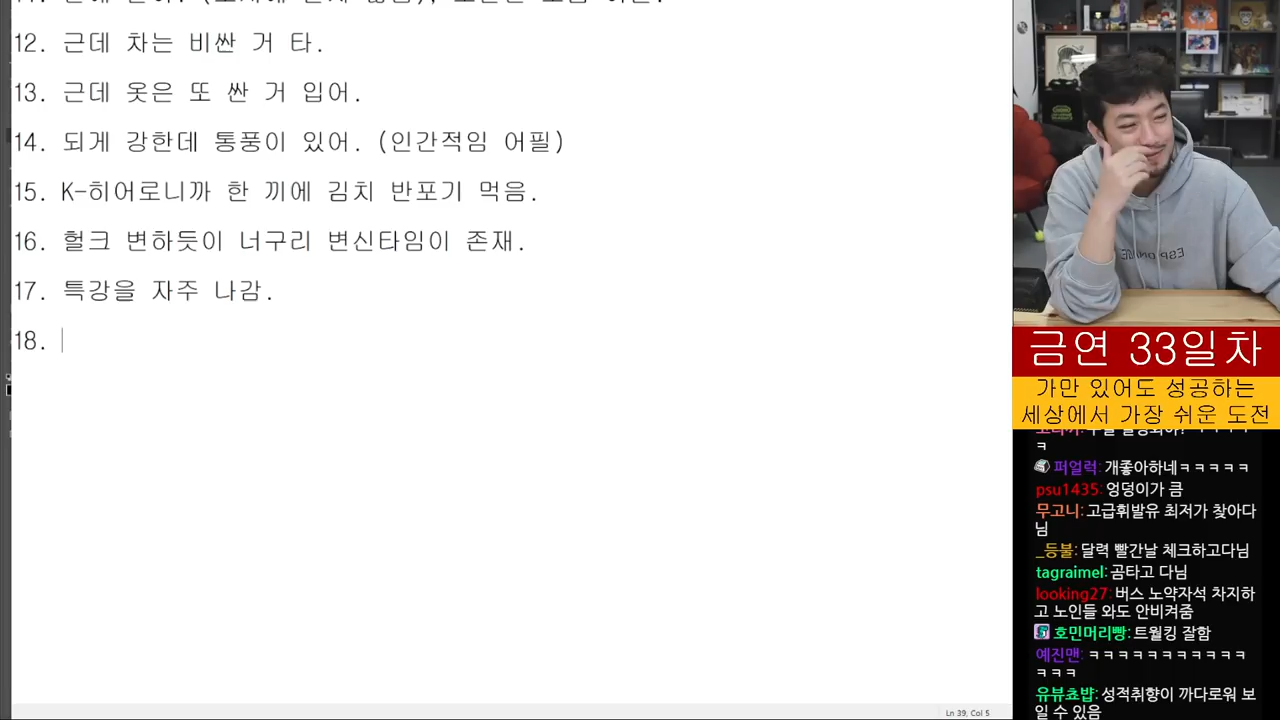 12. 근데 차는 비싼 거 타.
13. 근데 옷은 또 싼 거 입어.
14. 되게 강한데 통풍이 있어. (인간적임 어필)
15. K-히어로니까 한 끼에 김치 반포기 먹음.
16. 헐크 변하듯이 너구리 변신타임이 존재.
17. 특강을 자주 나감.
18.
Ln 39, Col 5
금연 33일차
가만 있어도 성공하는
세상에서 가장 쉬운 도전
ㅋ
퍼얼럭: 개좋아하네ㅋㅋㅋㅋㅋ
psu1435: 엉덩이가 큼
무고니: 고급휘발유 최저가 찾아다
님
_등불: 달력 빨간날 체크하고다님
tagraimel: 곰타고 다님
looking27: 버스 노약자석 차지하
고 노인들 와도 안비켜줌
호민머리빵: 트월킹 잘함
예진맨: ㅋㅋㅋㅋㅋㅋㅋㅋㅋㅋㅋ
ㅋㅋㅋ
유뷰쵸뱝: 성적취향이 까다로워 보
일 수 있음